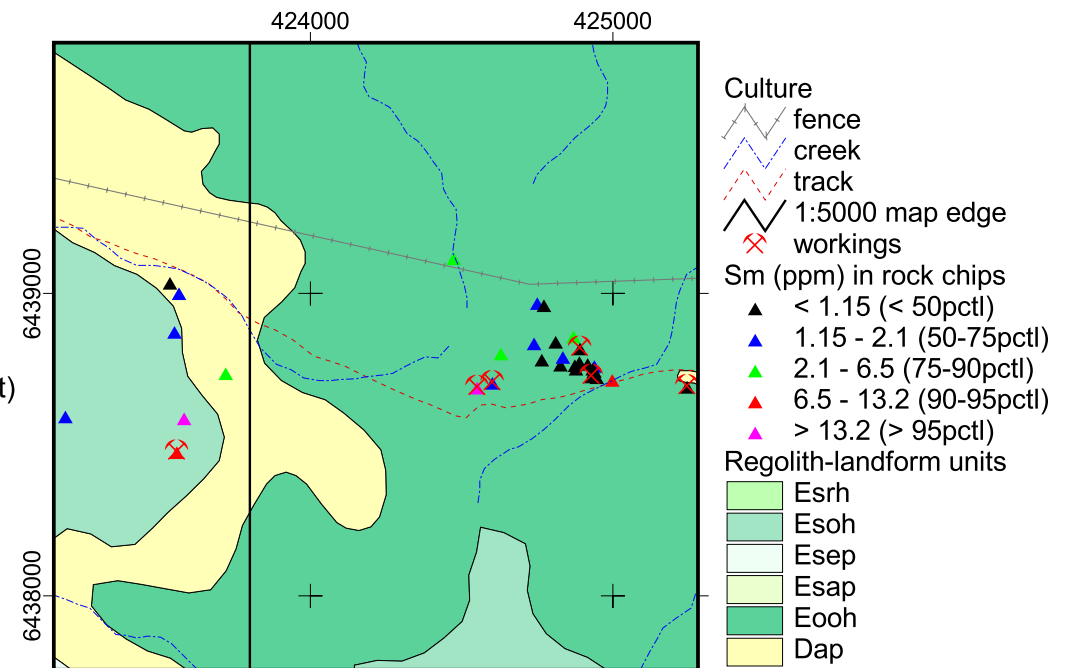 424000 425000
6439000
6438000
t)
Culture
fence
creek
track
1:5000 map edge
workings
Sm (ppm) in rock chips
< 1.15 (< 50pctl)
1.15 - 2.1 (50-75pctl)
2.1 - 6.5 (75-90pctl)
6.5 - 13.2 (90-95pctl)
> 13.2 (> 95pctl)
Regolith-landform units
Esrh
Esoh
Esep
Esap
Eooh
Dap